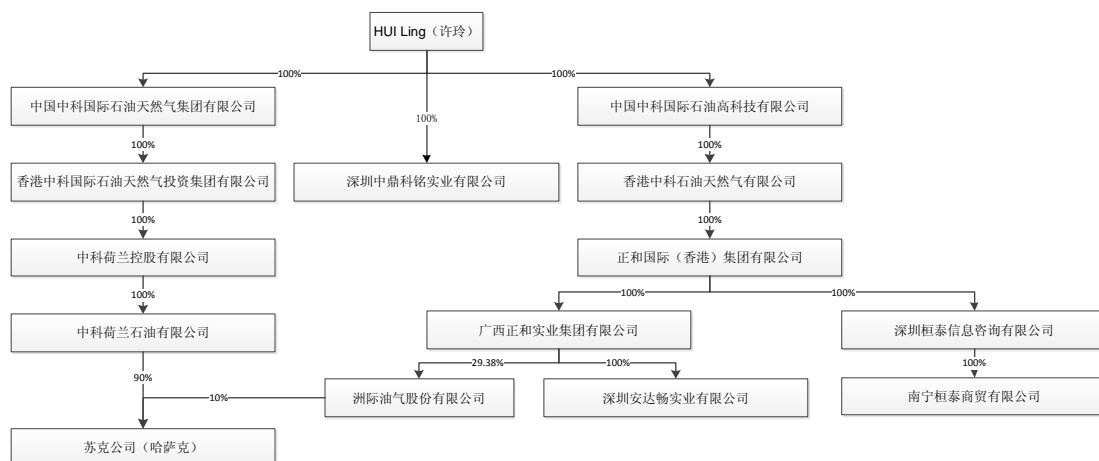 HUI Ling（许玲）
100%
100%
100%
中国中科国际石油天然气集团有限公司
中国中科国际石油高科技有限公司
100%
100%
香港中科国际石油天然气投资集团有限公司
深圳中鼎科铭实业有限公司
香港中科石油天然气有限公司
100%
100%
中科荷兰控股有限公司
正和国际（香港）集团有限公司
100%
100%
100%
中科荷兰石油有限公司
广西正和实业集团有限公司
深圳桓泰信息咨询有限公司
90%
29.38%
100%
100%
10%
洲际油气股份有限公司
深圳安达畅实业有限公司
南宁桓泰商贸有限公司
苏克公司（哈萨克）